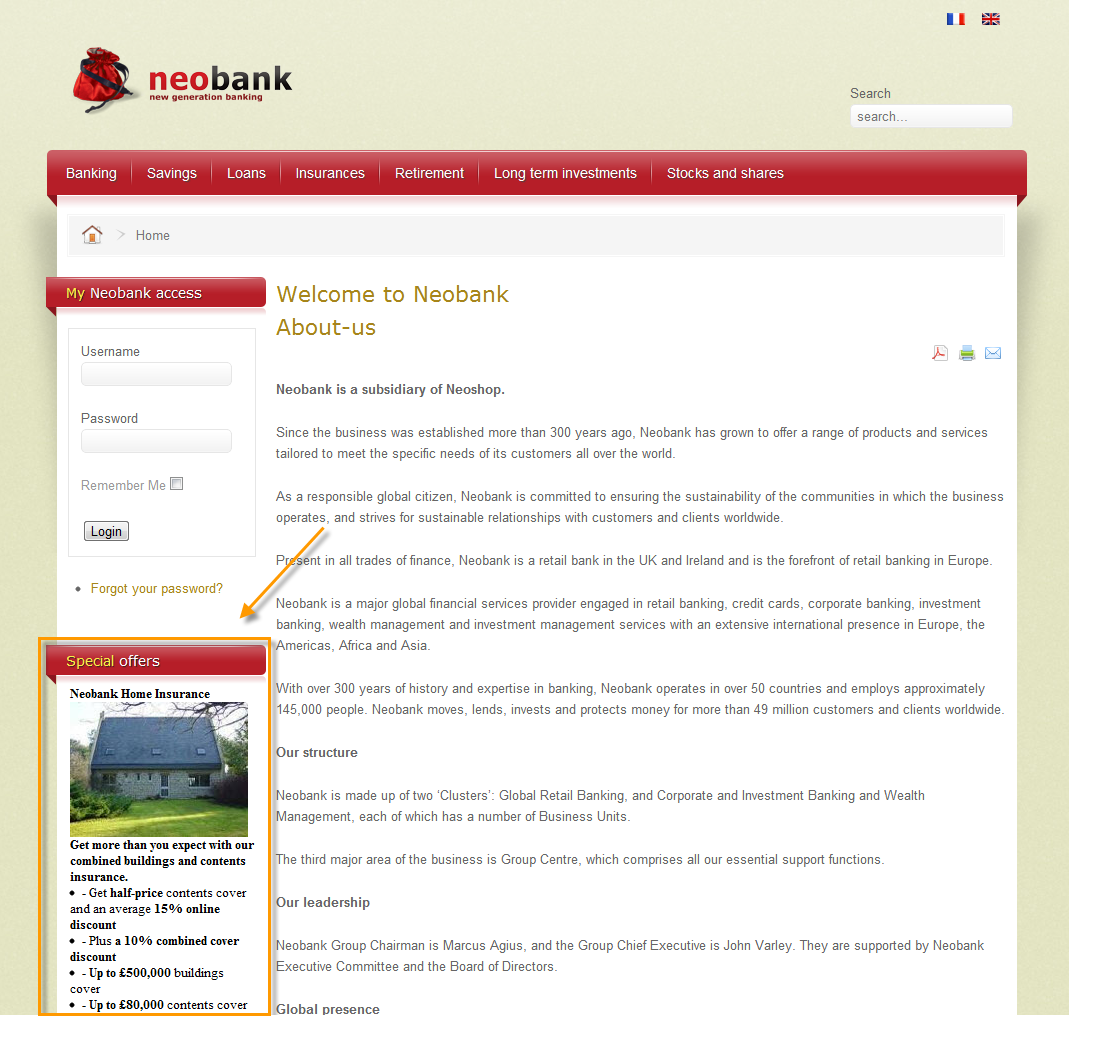 neobank
new generation banking
Search
search...
Banking
Savings
Loans
Insurances
Retirement
Long term investments
Stocks and shares
Home
My Neobank access
Username
Password
Remember Me
Login
Forgot your password?
Special offers
Neobank Home Insurance
Get more than you expect with our
combined buildings and contents
insurance.
- Get half-price contents cover
and an average 15% online
discount
- Plus a 10% combined cover
discount
- Up to £500,000 buildings
cover
- Up to £80,000 contents cover
Welcome to Neobank
About-us
Neobank is a subsidiary of Neoshop.
Since the business was established more than 300 years ago, Neobank has grown to offer a range of products and services
tailored to meet the specific needs of its customers all over the world.
As a responsible global citizen, Neobank is committed to ensuring the sustainability of the communities in which the business
operates, and strives for sustainable relationships with customers and clients worldwide.
Present in all trades of finance, Neobank is a retail bank in the UK and Ireland and is the forefront of retail banking in Europe.
Neobank is a major global financial services provider engaged in retail banking, credit cards, corporate banking, investment
banking, wealth management and investment management services with an extensive international presence in Europe, the
Americas, Africa and Asia.
With over 300 years of history and expertise in banking, Neobank operates in over 50 countries and employs approximately
145,000 people. Neobank moves, lends, invests and protects money for more than 49 million customers and clients worldwide.
Our structure
Neobank is made up of two ‘Clusters’: Global Retail Banking, and Corporate and Investment Banking and Wealth
Management, each of which has a number of Business Units.
The third major area of the business is Group Centre, which comprises all our essential support functions.
Our leadership
Neobank Group Chairman is Marcus Agius, and the Group Chief Executive is John Varley. They are supported by Neobank
Executive Committee and the Board of Directors.
Global presence